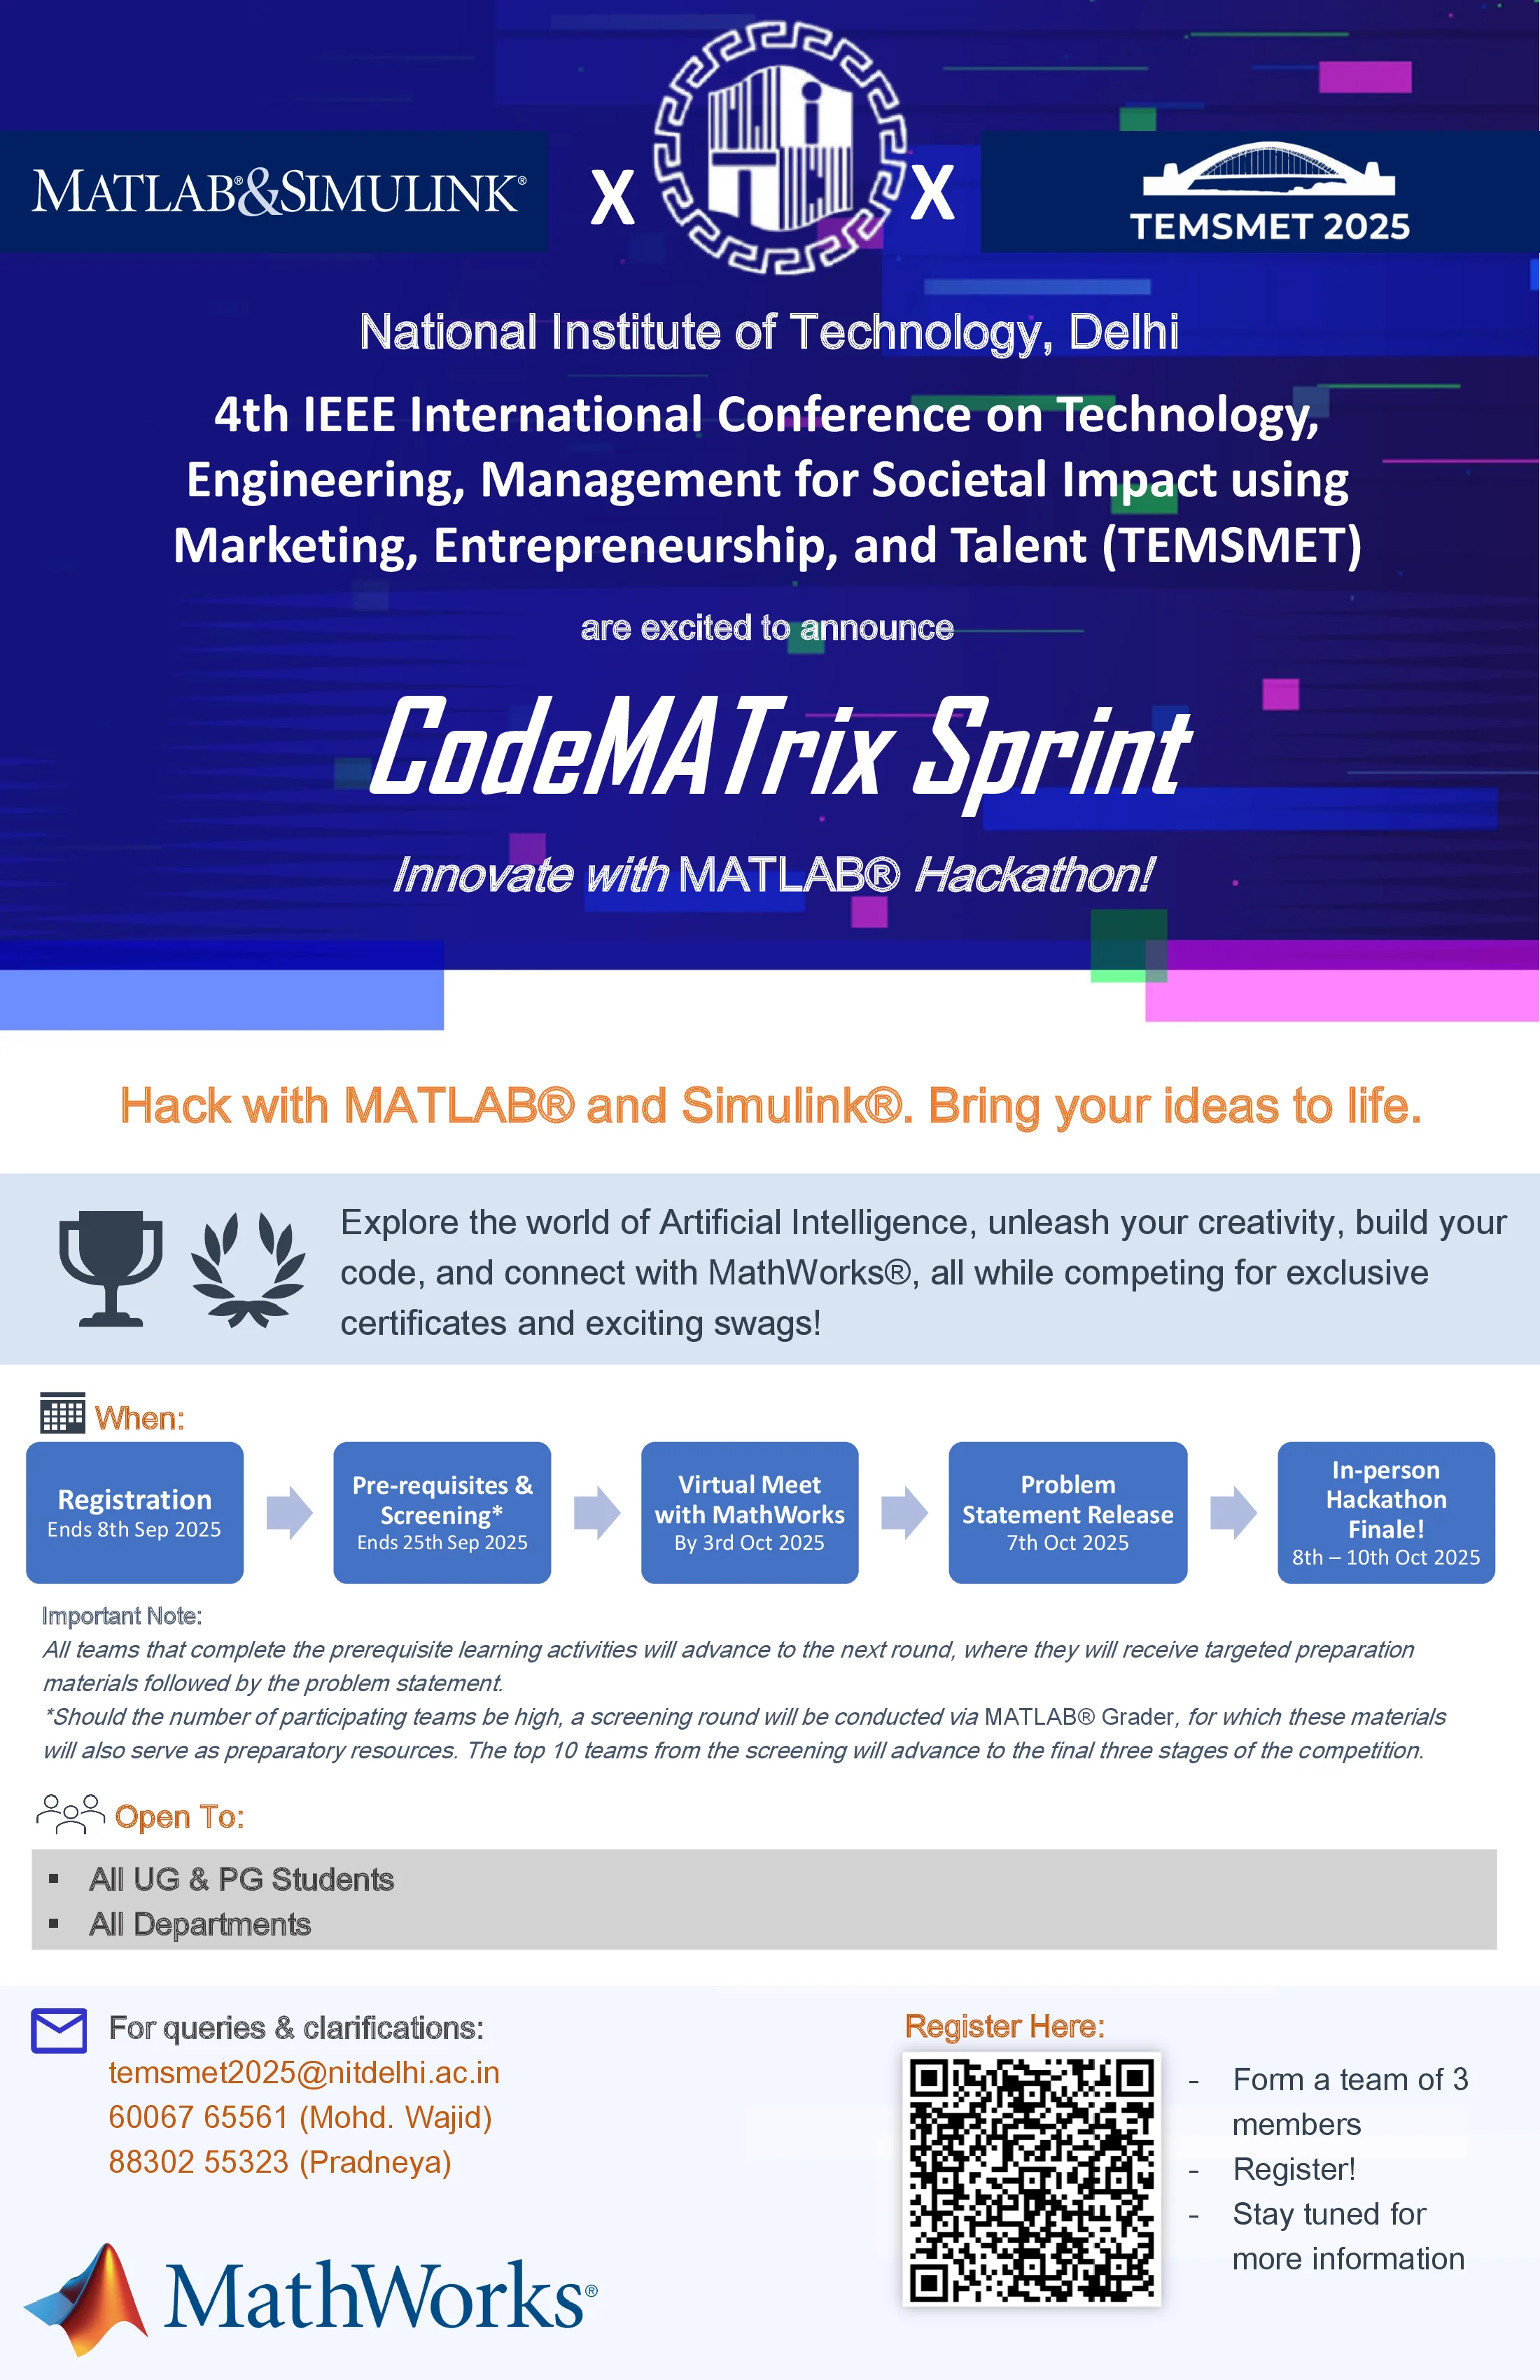 MATLAB®&SIMULINK®
X
X
TEMSMET 2025
National Institute of Technology, Delhi
4th IEEE International Conference on Technology,
Engineering, Management for Societal Impact using
Marketing, Entrepreneurship, and Talent (TEMSMET)
are excited to announce
CodeMATrix Sprint
Innovate with MATLAB® Hackathon!
Hack with MATLAB® and Simulink®. Bring your ideas to life.
Explore the world of Artificial Intelligence, unleash your creativity, build your
code, and connect with MathWorks®, all while competing for exclusive
certificates and exciting swags!
When:
Registration
Ends 8th Sep 2025
Pre-requisites &
Screening*
Ends 25th Sep 2025
Virtual Meet
with MathWorks
By 3rd Oct 2025
Problem
Statement Release
7th Oct 2025
In-person
Hackathon
Finale!
8th – 10th Oct 2025
Important Note:
All teams that complete the prerequisite learning activities will advance to the next round, where they will receive targeted preparation
materials followed by the problem statement.
*Should the number of participating teams be high, a screening round will be conducted via MATLAB® Grader, for which these materials
will also serve as preparatory resources. The top 10 teams from the screening will advance to the final three stages of the competition.
Open To:
▪ All UG & PG Students
▪ All Departments
For queries & clarifications:
temsmet2025@nitdelhi.ac.in
60067 65561 (Mohd. Wajid)
88302 55323 (Pradneya)
MathWorks®
Register Here:
- Form a team of 3
members
- Register!
- Stay tuned for
more information